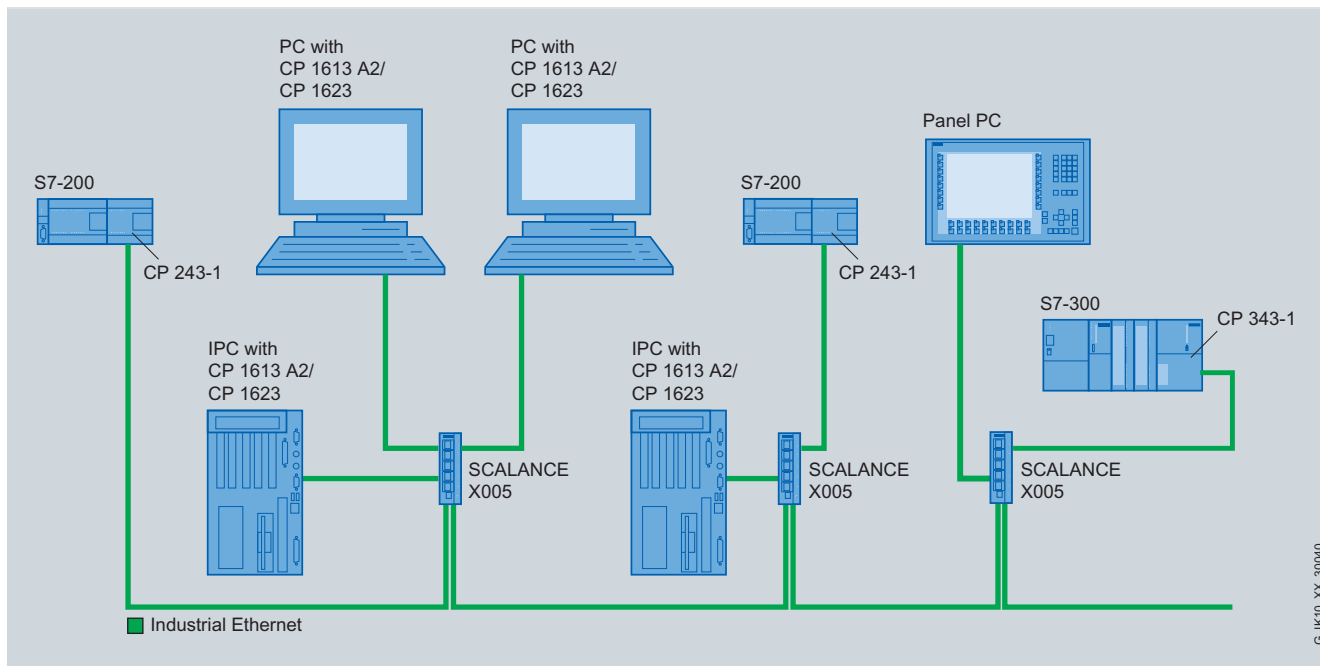 PC with
CP 1613 A2/
CP 1623
PC with
CP 1613 A2/
CP 1623
Panel PC
S7-200
CP 243-1
S7-200
CP 243-1
S7-300
CP 343-1
IPC with
CP 1613 A2/
CP 1623
IPC with
CP 1613 A2/
CP 1623
SCALANCE
X005
SCALANCE
X005
SCALANCE
X005
Industrial Ethernet
G_IK10_XX_30040